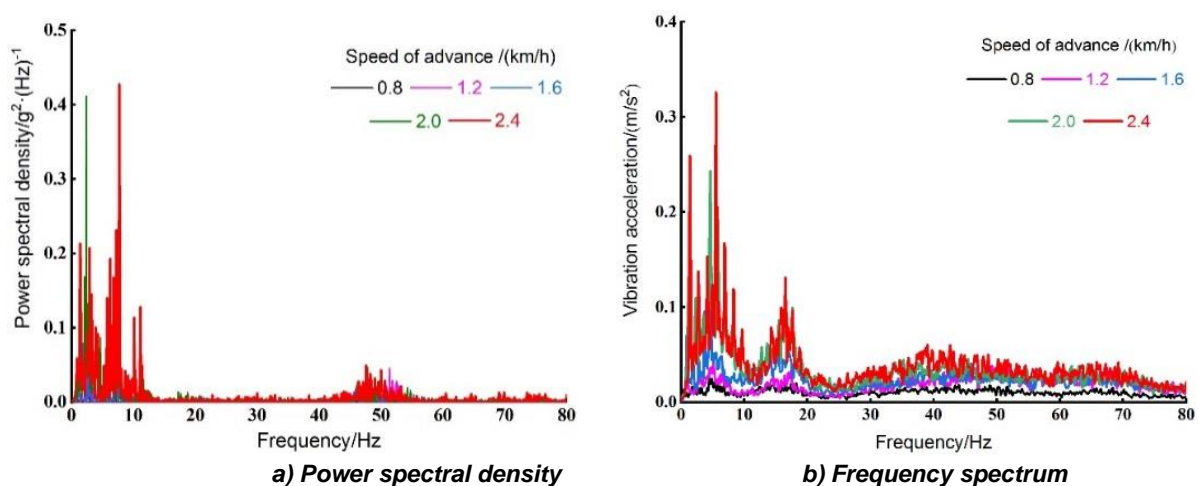 Power spectral density/g²·(Hz)⁻¹
0.5
0.4
0.3
0.2
0.1
0.0
Speed of advance /(km/h)
0.8 1.2 1.6
2.0 2.4
0 10 20 30 40 50 60 70 80
Frequency/Hz
a) Power spectral density
Vibration acceleration/(m/s²)
0.4
0.3
0.2
0.1
0.0
Speed of advance /(km/h)
0.8 1.2 1.6
2.0 2.4
0 10 20 30 40 50 60 70 80
Frequency/Hz
b) Frequency spectrum